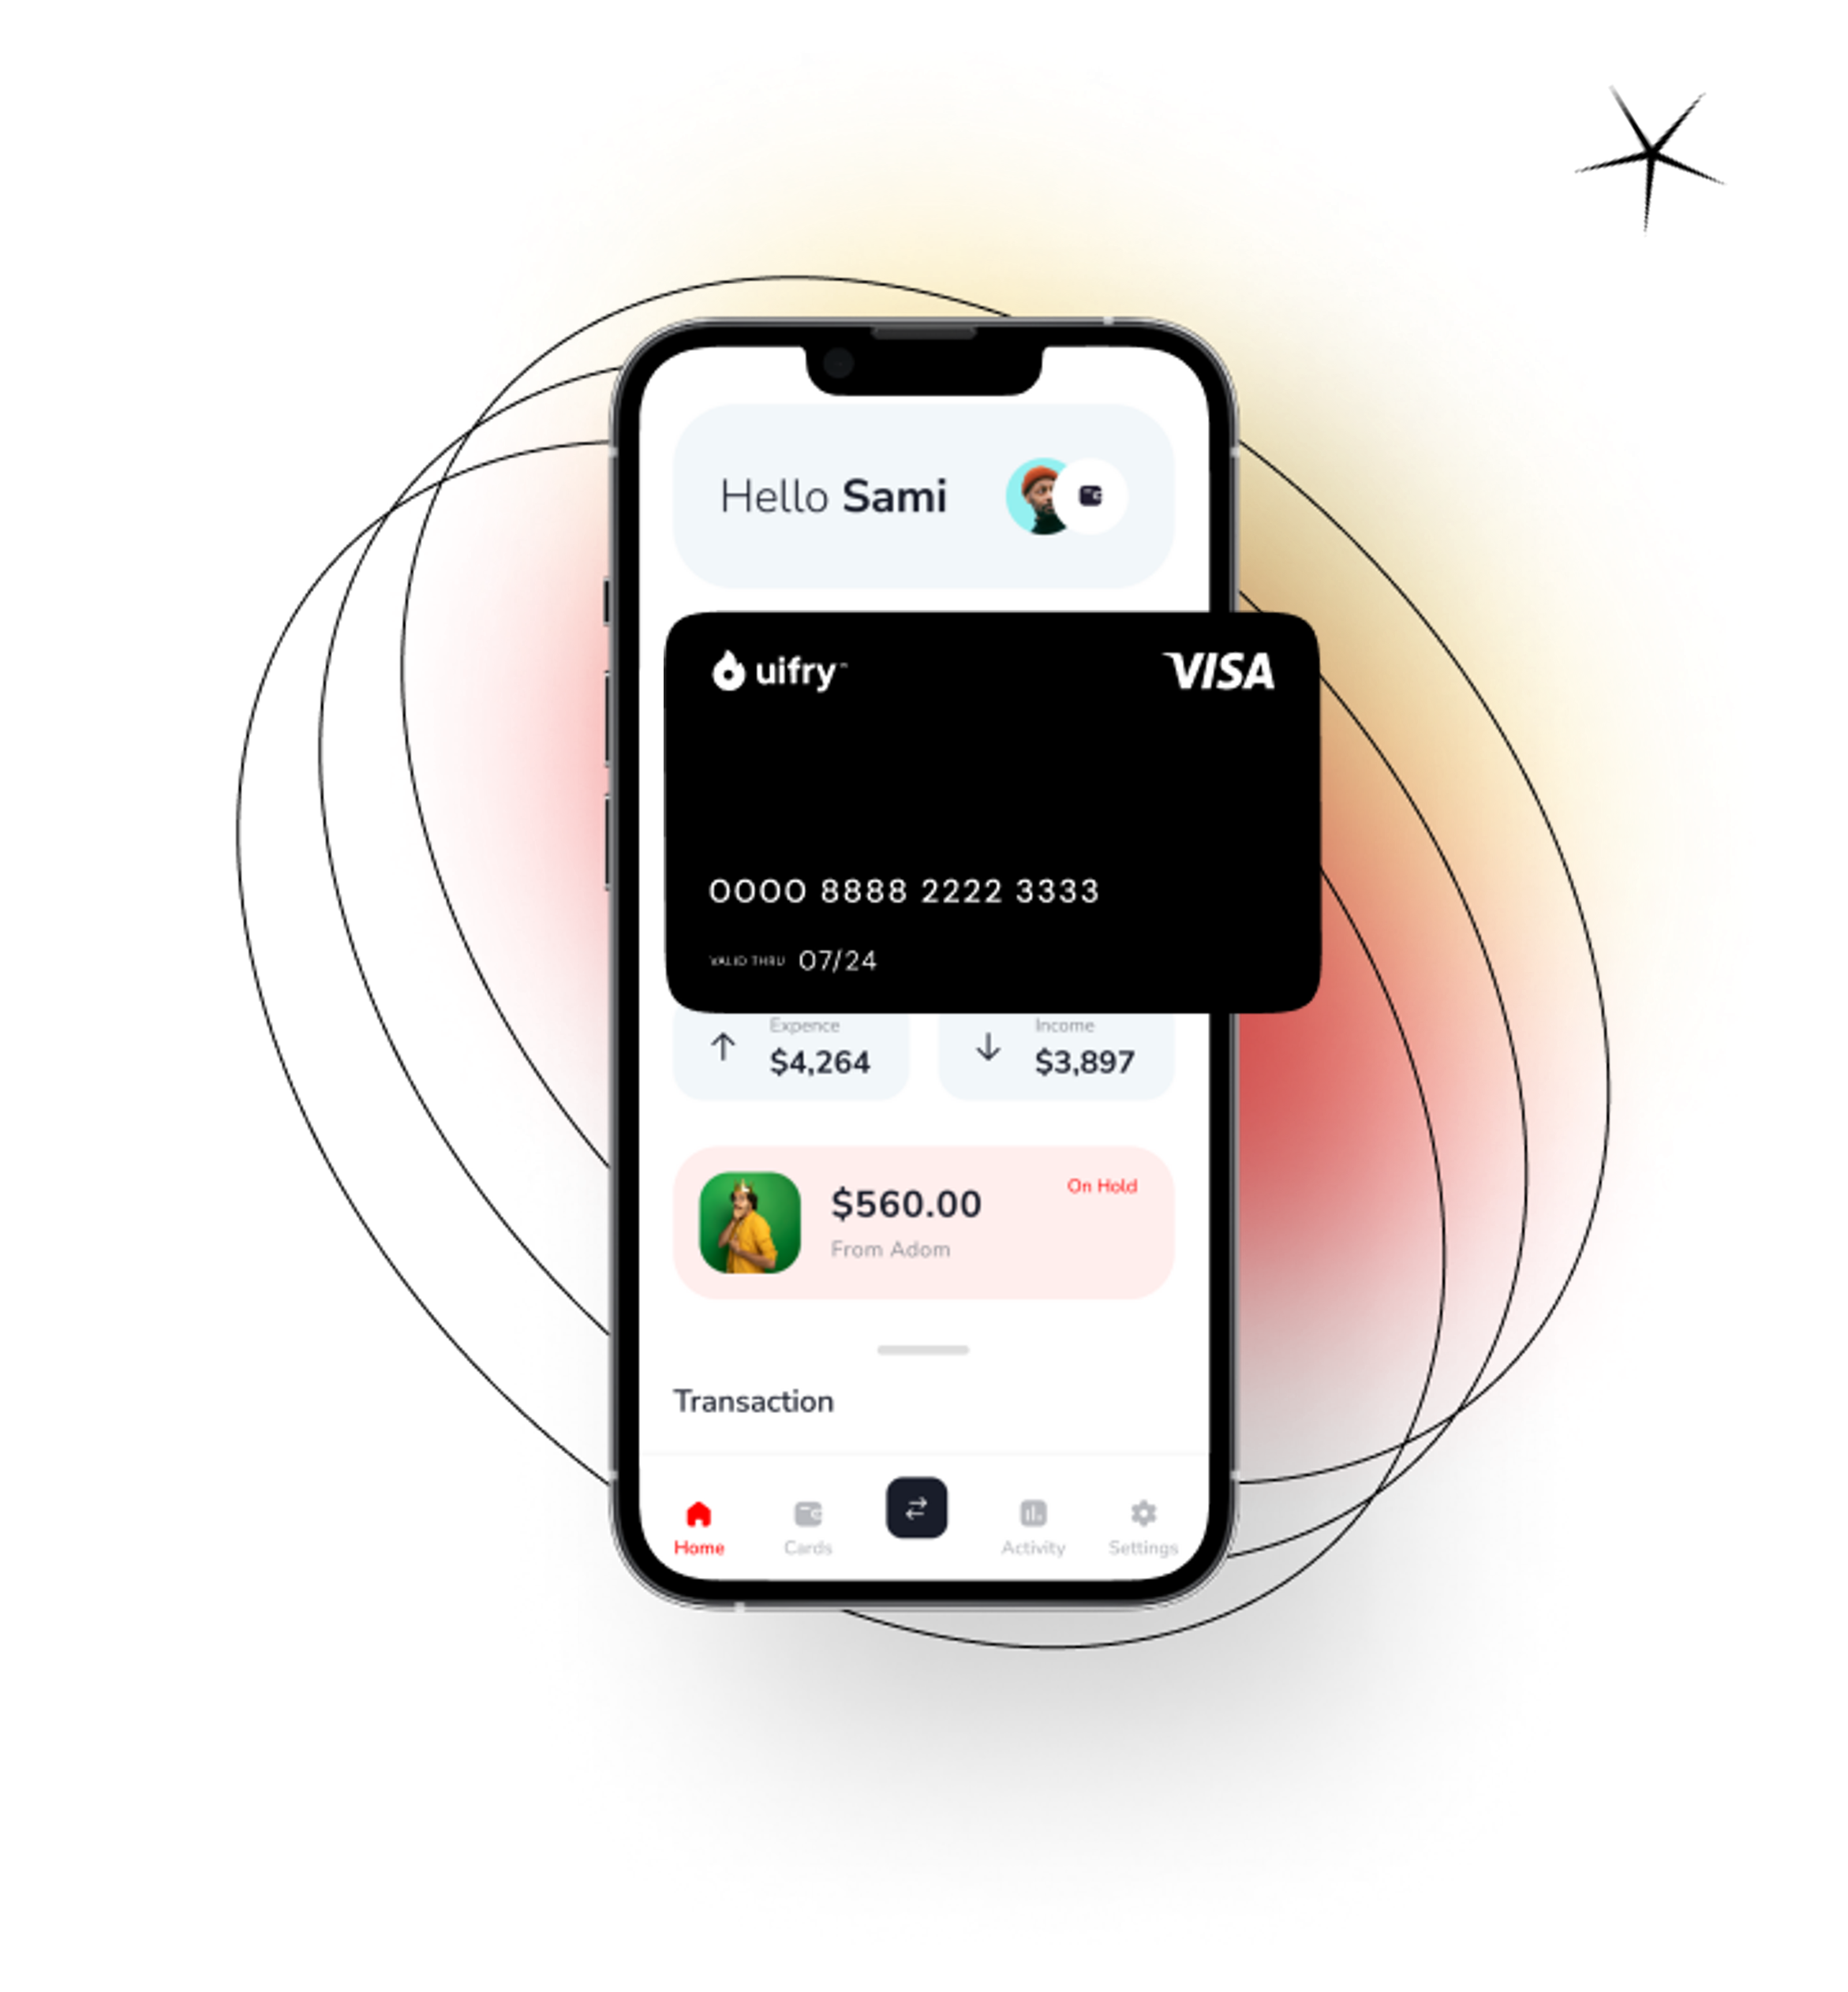 Hello Sami
uifry™
VISA
0000 8888 2222 3333
VALID THRU 07/24
Expence
$4,264
Income
$3,897
$560.00
On Hold
From Adom
Transaction
Home
Cards
Activity
Settings